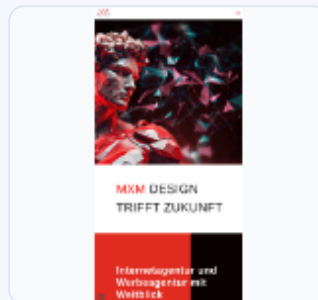 MXM DESIGN
TRIFFT ZUKUNFT
Internetagentur und
Werbeagentur mit
Weitblick